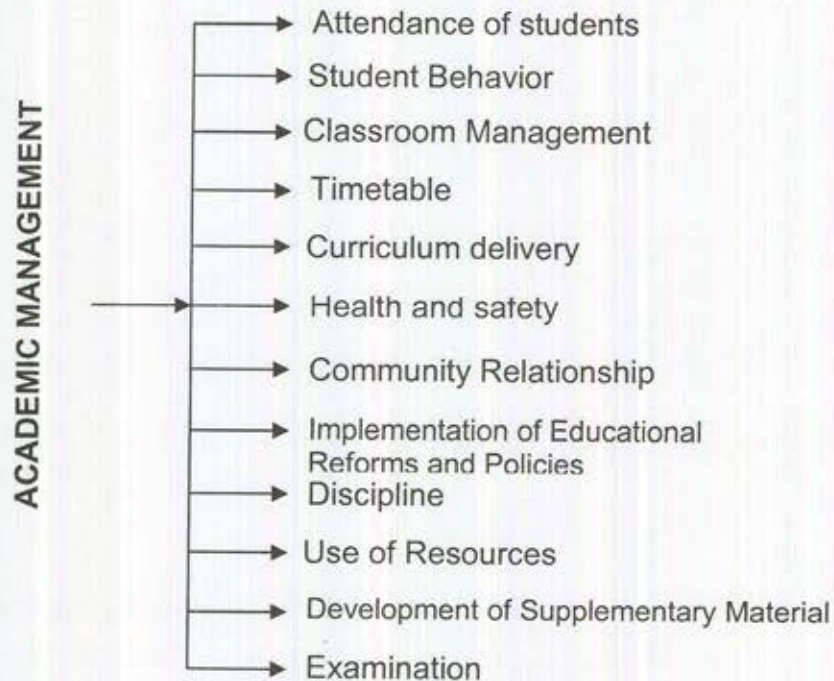 ACADEMIC MANAGEMENT
Attendance of students
Student Behavior
Classroom Management
Timetable
Curriculum delivery
Health and safety
Community Relationship
Implementation of Educational
Reforms and Policies
Discipline
Use of Resources
Development of Supplementary Material
Examination